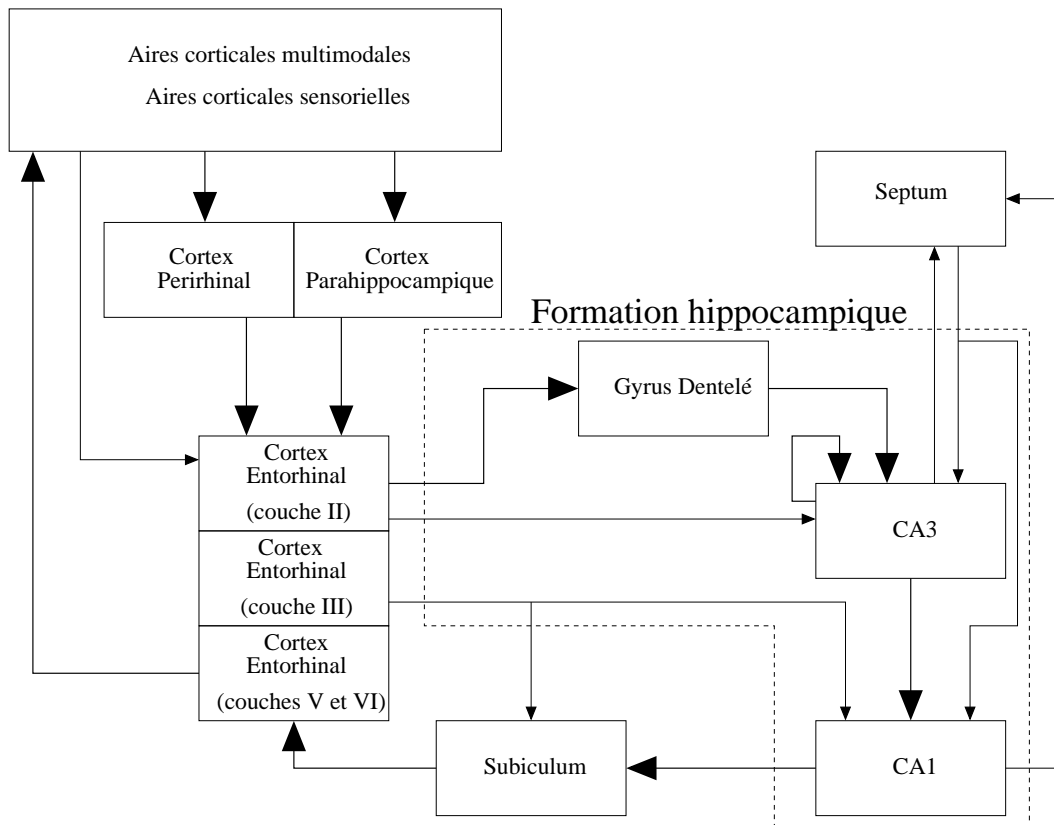 Aires corticales multimodales
Aires corticales sensorielles
Septum
Cortex
Perirhinal
Cortex
Parahippocampique
Formation hippocampique
Gyrus Dentelé
Cortex
Entorhinal
(couche II)
CA3
Cortex
Entorhinal
(couche III)
Cortex
Entorhinal
(couches V et VI)
Subiculum
CA1